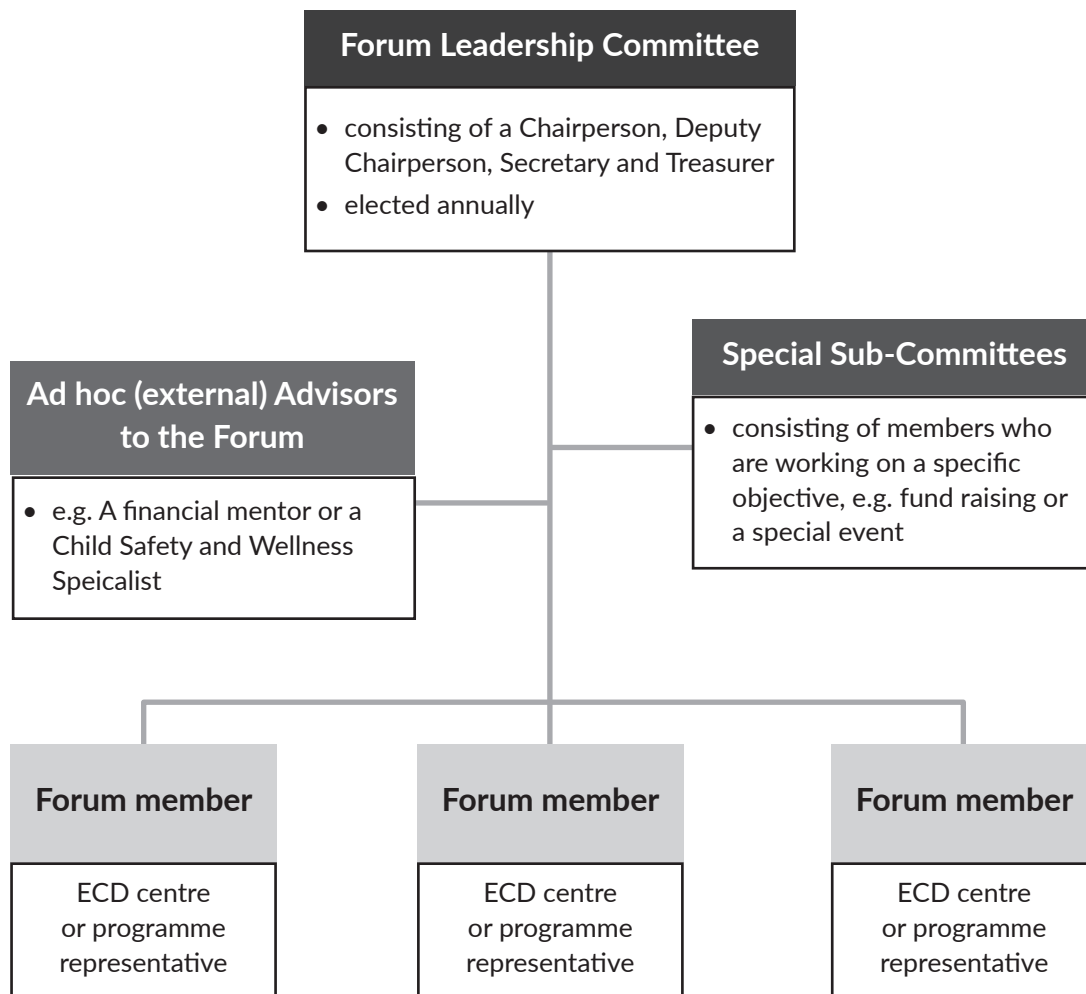 Forum Leadership Committee
• consisting of a Chairperson, Deputy
Chairperson, Secretary and Treasurer
• elected annually
Special Sub-Committees
• consisting of members who
are working on a specific
objective, e.g. fund raising or
a special event
Ad hoc (external) Advisors
to the Forum
• e.g. A financial mentor or a
Child Safety and Wellness
Speicalist
Forum member
ECD centre
or programme
representative
Forum member
ECD centre
or programme
representative
Forum member
ECD centre
or programme
representative